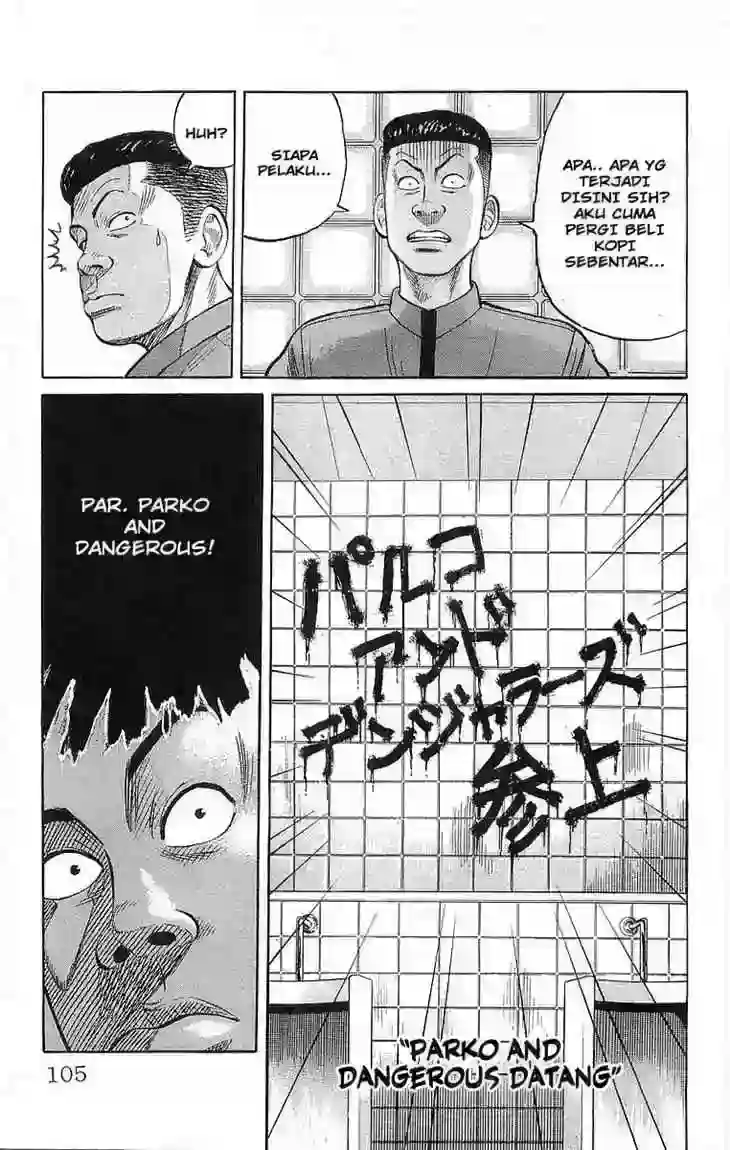 APA.. APA YG
TERJADI
DISINI SIH?
AKU CUMA
PERGI BELI
KOPI
SEBENTAR...
SIAPA
PELAKU...
HUH?
パルコ
アンド
デンジャラーズ
参上
"PARKO AND
DANGEROUS DATANG"
PAR. PARKO
AND
DANGEROUS!
105